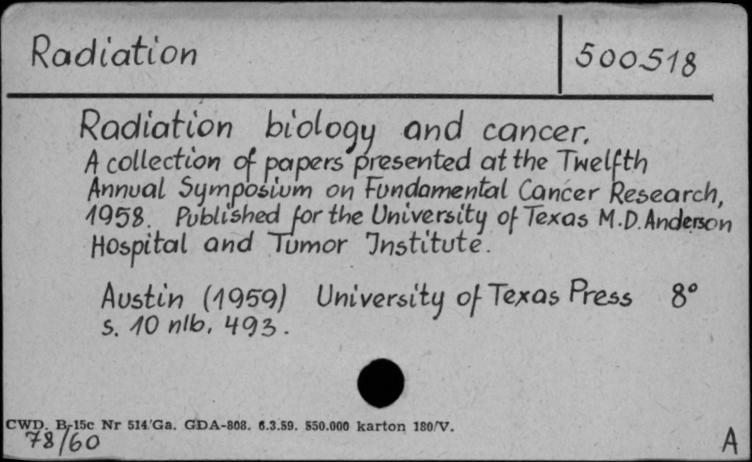 Radiation
500518
Radiation biology and cancer.
A collection of papers presented at the Twelfth
Annual Symposium on Fundamental Cancer Research,
1958. Published for the University of Texas M.D. Anderson
Hospital and Tumor Institute.
Austin (1959) University of Texas Press 8°
s. 10 nlb. 493.
CWD. B-15c Nr 514/Ga. GDA-808. 6.3.59. 550.000 karton 180/V.
78/60
A